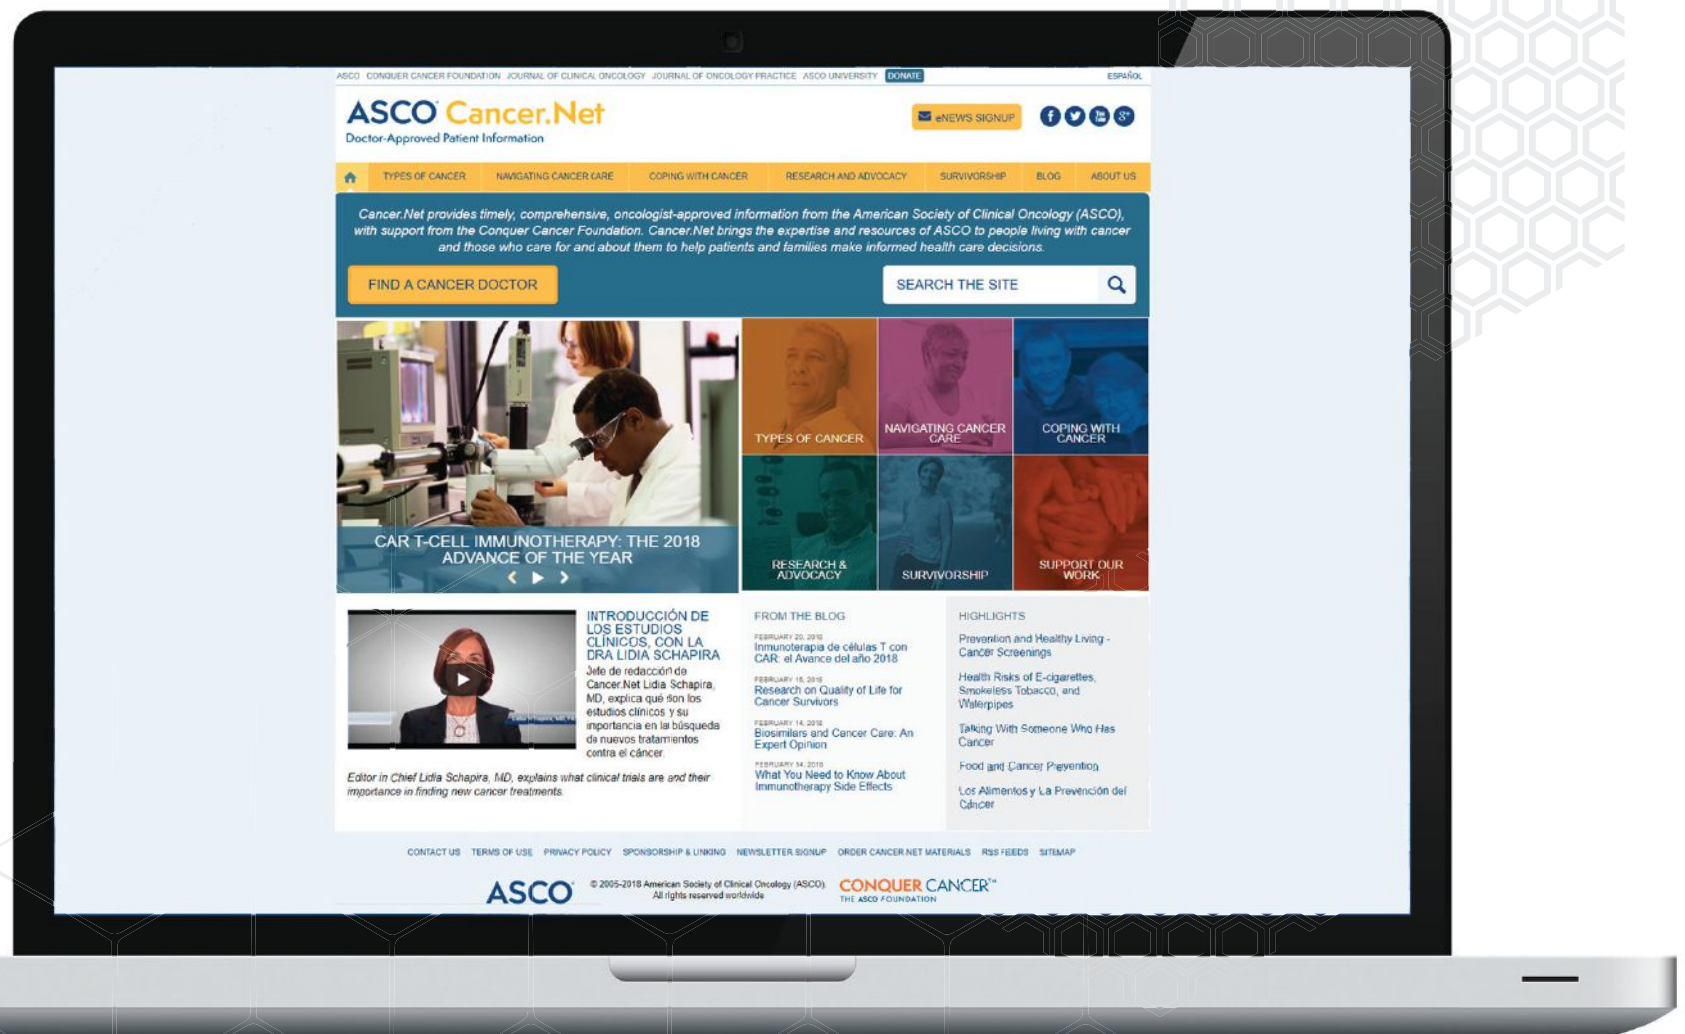 ASCO CONQUER CANCER FOUNDATION JOURNAL OF CLINICAL ONCOLOGY JOURNAL OF ONCOLOGY PRACTICE ASCO UNIVERSITY DONATE ESPAÑOL
ASCO Cancer.Net
Doctor-Approved Patient Information
eNEWS SIGNUP
TYPES OF CANCER NAVIGATING CANCER CARE COPING WITH CANCER RESEARCH AND ADVOCACY SURVIVORSHIP BLOG ABOUT US
Cancer.Net provides timely, comprehensive, oncologist-approved information from the American Society of Clinical Oncology (ASCO),
with support from the Conquer Cancer Foundation. Cancer.Net brings the expertise and resources of ASCO to people living with cancer
and those who care for and about them to help patients and families make informed health care decisions.
FIND A CANCER DOCTOR
SEARCH THE SITE
CAR T-CELL IMMUNOTHERAPY: THE 2018
ADVANCE OF THE YEAR
TYPES OF CANCER
NAVIGATING CANCER
CARE
COPING WITH
CANCER
RESEARCH &
ADVOCACY
SURVIVORSHIP
SUPPORT OUR
WORK
INTRODUCCIÓN DE
LOS ESTUDIOS
CLÍNICOS, CON LA
DRA LIDIA SCHAPIRA
Jefe de redacción de
Cancer.Net Lidia Schapira,
MD, explica qué son los
estudios clínicos y su
importancia en la búsqueda
de nuevos tratamientos
contra el cáncer.
Editor in Chief Lidia Schapira, MD, explains what clinical trials are and their
importance in finding new cancer treatments.
FROM THE BLOG
FEBRUARY 20, 2018
Inmunoterapia de células T con
CAR: el Avance del año 2018
FEBRUARY 16, 2018
Research on Quality of Life for
Cancer Survivors
FEBRUARY 14, 2018
Biosimilars and Cancer Care: An
Expert Opinion
FEBRUARY 14, 2018
What You Need to Know About
Immunotherapy Side Effects
HIGHLIGHTS
Prevention and Healthy Living -
Cancer Screenings
Health Risks of E-cigarettes,
Smokeless Tobacco, and
Waterpipes
Talking With Someone Who Has
Cancer
Food and Cancer Prevention
Los Alimentos y La Prevención del
Cáncer
CONTACT US TERMS OF USE PRIVACY POLICY SPONSORSHIP & LINKING NEWSLETTER SIGNUP ORDER CANCER.NET MATERIALS RSS FEEDS SITEMAP
ASCO
© 2005-2018 American Society of Clinical Oncology (ASCO).
All rights reserved worldwide
CONQUER CANCER™
THE ASCO FOUNDATION